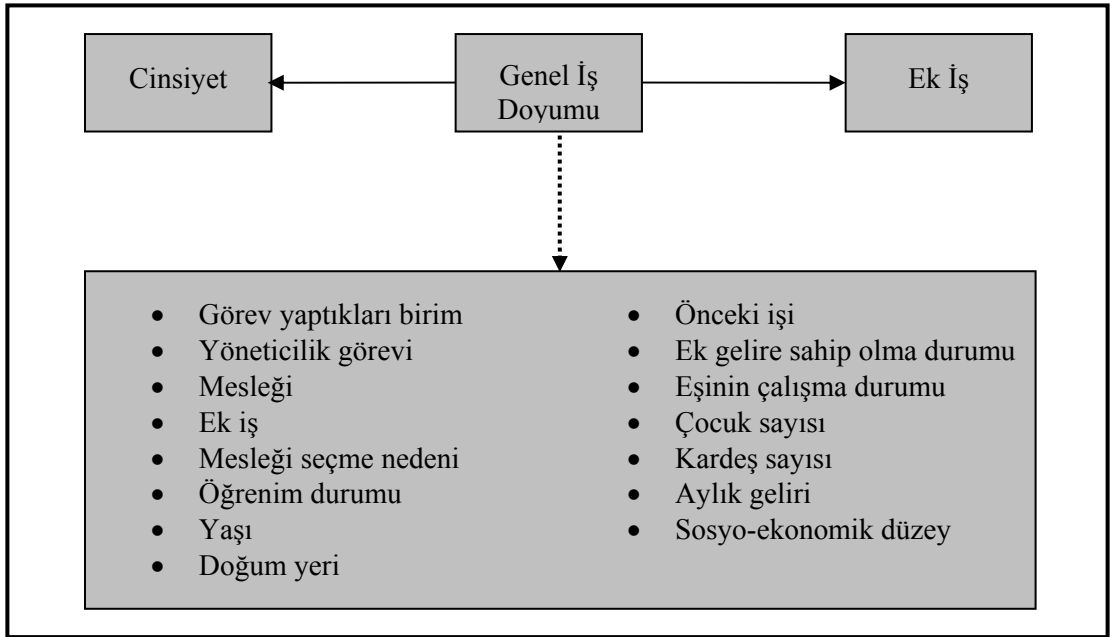 Cinsiyet
Genel İş
Doyumu
Ek İş
• Görev yaptıkları birim
• Yöneticilik görevi
• Mesleği
• Ek iş
• Mesleği seçme nedeni
• Öğrenim durumu
• Yaşı
• Doğum yeri
• Önceki işi
• Ek gelire sahip olma durumu
• Eşinin çalışma durumu
• Çocuk sayısı
• Kardeş sayısı
• Aylık geliri
• Sosyo-ekonomik düzey